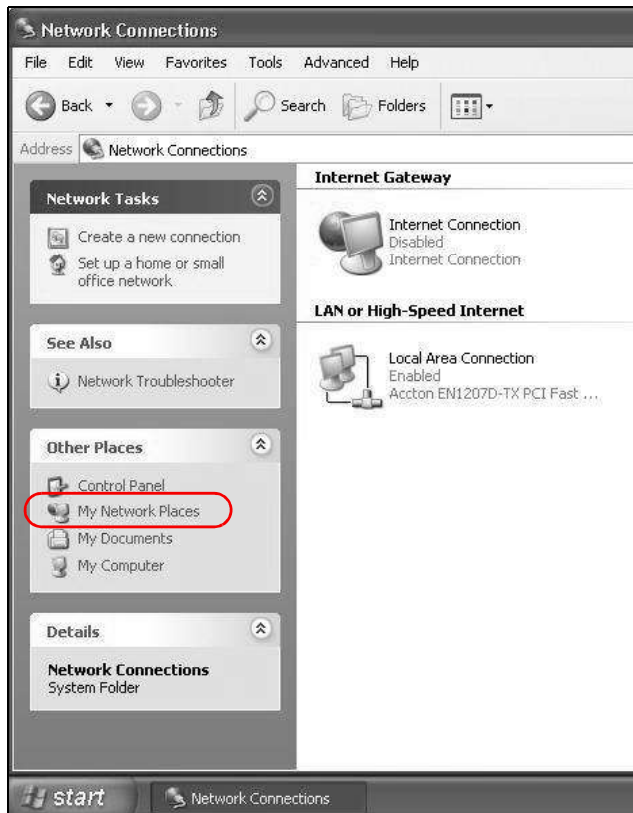 Network Connections
File Edit View Favorites Tools Advanced Help
Back Search Folders
Address Network Connections
Network Tasks
Create a new connection
Set up a home or small
office network
See Also
Network Troubleshooter
Other Places
Control Panel
My Network Places
My Documents
My Computer
Details
Network Connections
System Folder
Internet Gateway
Internet Connection
Disabled
Internet Connection
LAN or High-Speed Internet
Local Area Connection
Enabled
Accton EN1207D-TX PCI Fast ...
start Network Connections